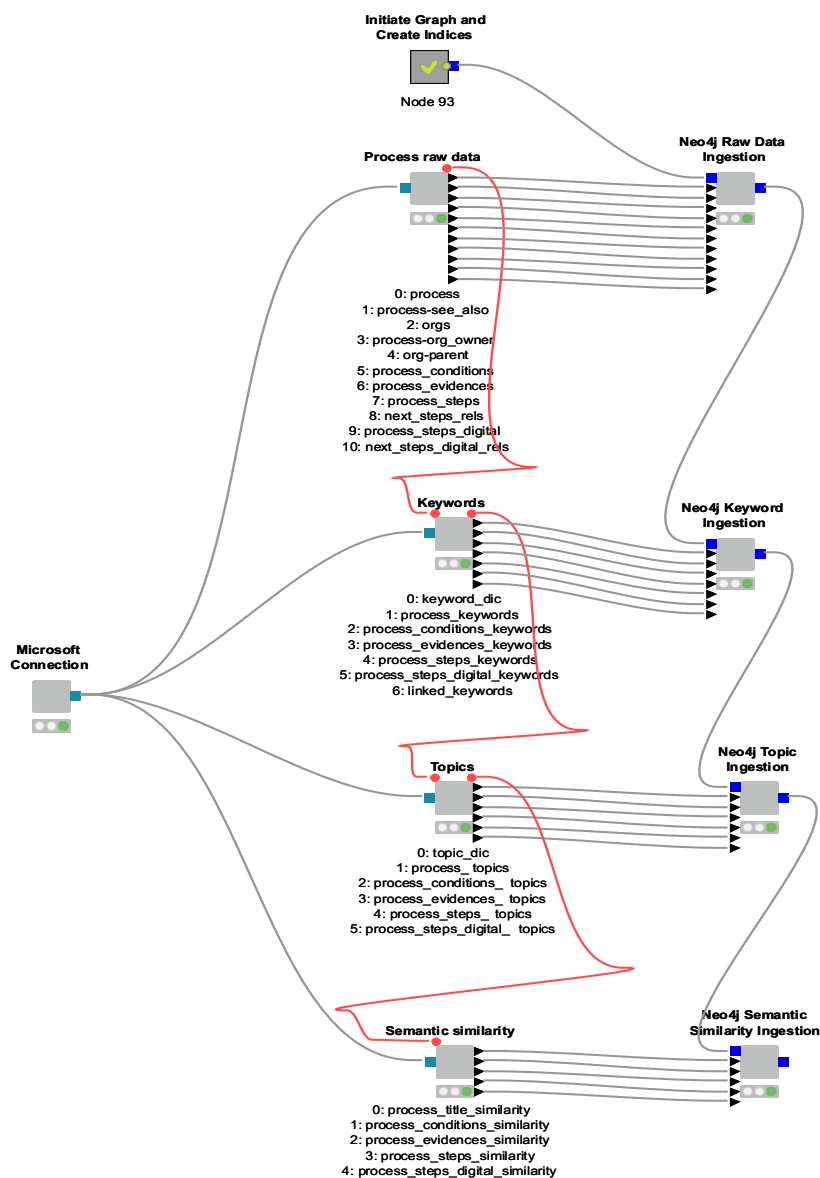 Initiate Graph and
Create Indices
Node 93
Process raw data
Neo4j Raw Data
Ingestion
0: process
1: process-see_also
2: orgs
3: process-org_owner
4: org-parent
5: process_conditions
6: process_evidences
7: process_steps
8: next_steps_rels
9: process_steps_digital
10: next_steps_digital_rels
Keywords
Neo4j Keyword
Ingestion
0: keyword_dic
1: process_keywords
2: process_conditions_keywords
3: process_evidences_keywords
4: process_steps_keywords
5: process_steps_digital_keywords
6: linked_keywords
Microsoft
Connection
Topics
Neo4j Topic
Ingestion
0: topic_dic
1: process_ topics
2: process_conditions_ topics
3: process_evidences_ topics
4: process_steps_ topics
5: process_steps_digital_ topics
Semantic similarity
Neo4j Semantic
Similarity Ingestion
0: process_title_similarity
1: process_conditions_similarity
2: process_evidences_similarity
3: process_steps_similarity
4: process_steps_digital_similarity